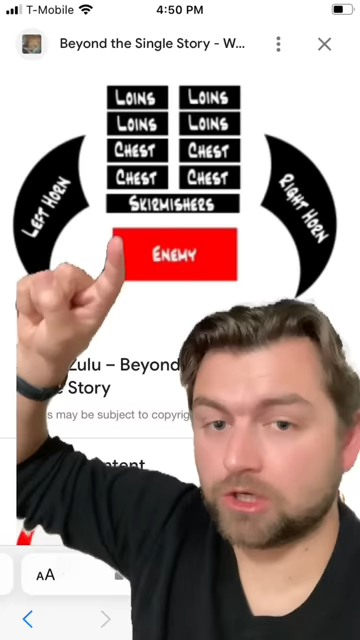 T-Mobile
4:50 PM
Beyond the Single Story - W...
LOINS LOINS
LOINS LOINS
CHEST CHEST
CHEST CHEST
LEFT HORN
SKIRMISHERS
RIGHT HORN
ENEMY
Zulu – Beyond
Story
s may be subject to copyrig
ntent
AA